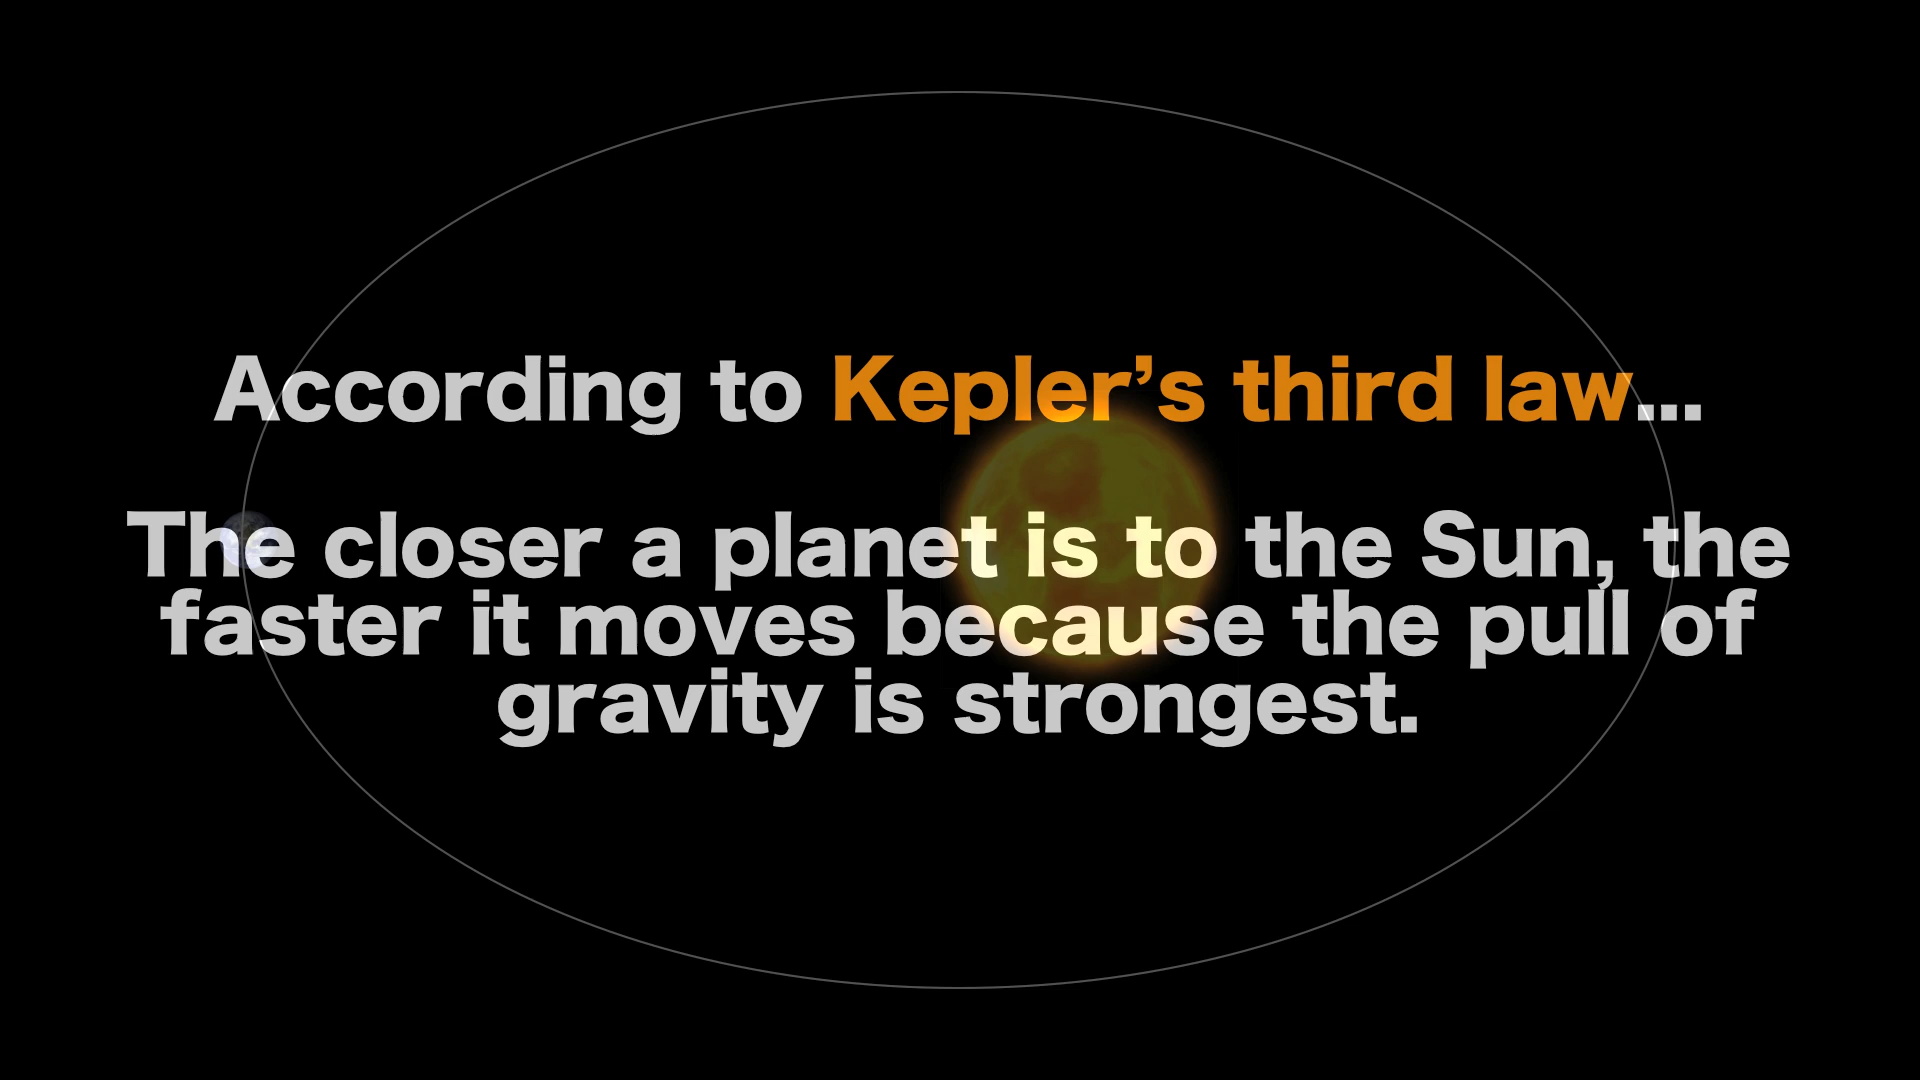 According to Kepler’s third law...
The closer a planet is to the Sun, the
faster it moves because the pull of
gravity is strongest.